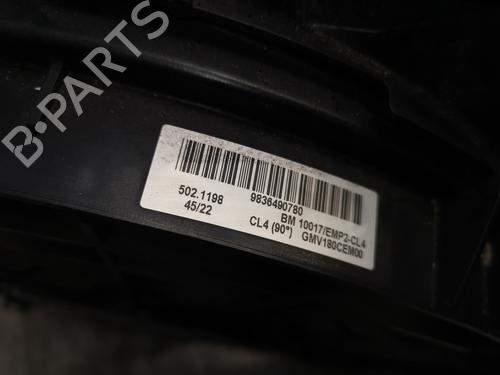 B-PARTS
502.1198
9836490780
45/22
BM 10017/EMP2-CL4
CL4 (90°)
GMV180CEM00